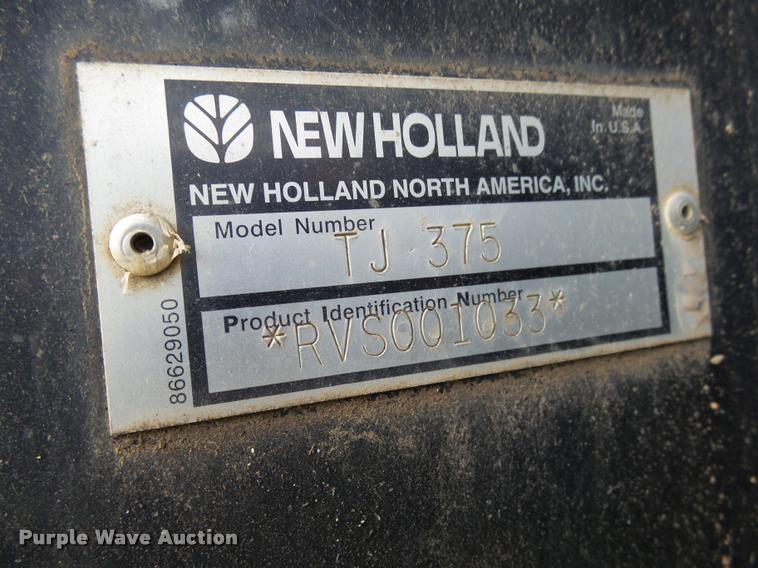 NEW HOLLAND
Made
In U.S.A.
NEW HOLLAND NORTH AMERICA, INC.
Model Number
TJ 375
Product Identification Number
*RVS001033*
86629050
Purple Wave Auction